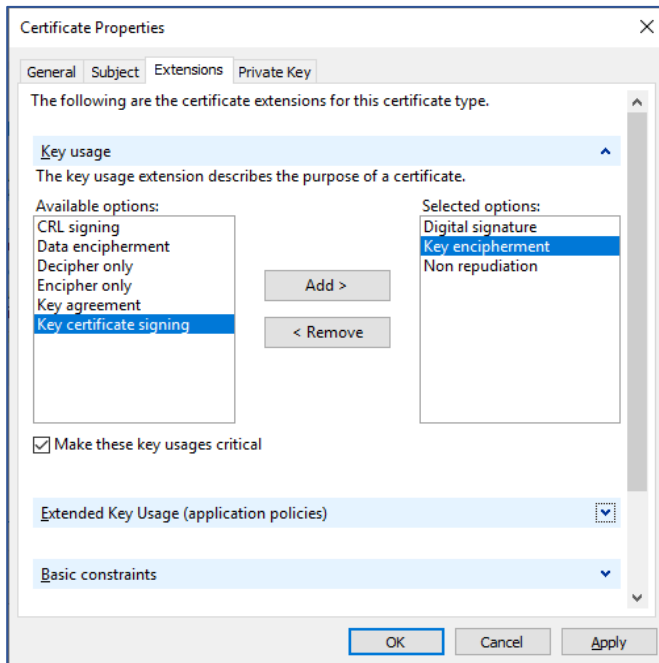 Certificate Properties
General Subject Extensions Private Key
The following are the certificate extensions for this certificate type.
Key usage
The key usage extension describes the purpose of a certificate.
Available options:
CRL signing
Data encipherment
Decipher only
Encipher only
Key agreement
Key certificate signing
Add >
< Remove
Selected options:
Digital signature
Key encipherment
Non repudiation
Make these key usages critical
Extended Key Usage (application policies)
Basic constraints
OK Cancel Apply